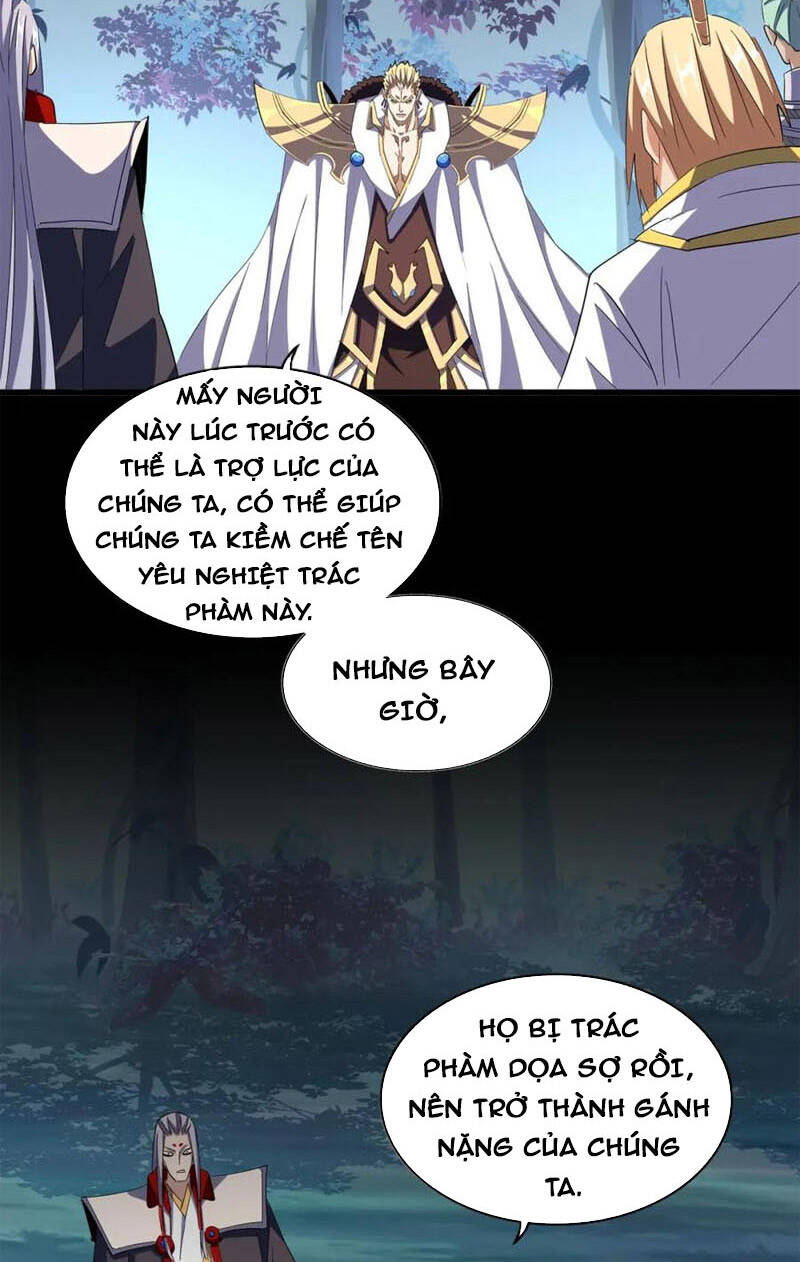 MẤY NGƯỜI
NÀY LÚC TRƯỚC CÓ
THỂ LÀ TRỢ LỰC CỦA
CHÚNG TA, CÓ THỂ GIÚP
CHÚNG TA KIỀM CHẾ TÊN
YÊU NGHIỆT TRÁC
PHÀM NÀY.
NHƯNG BÂY
GIỜ,
HỌ BỊ TRÁC
PHÀM DỌA SỢ RỒI,
NÊN TRỞ THÀNH GÁNH
NẶNG CỦA CHÚNG
TA.